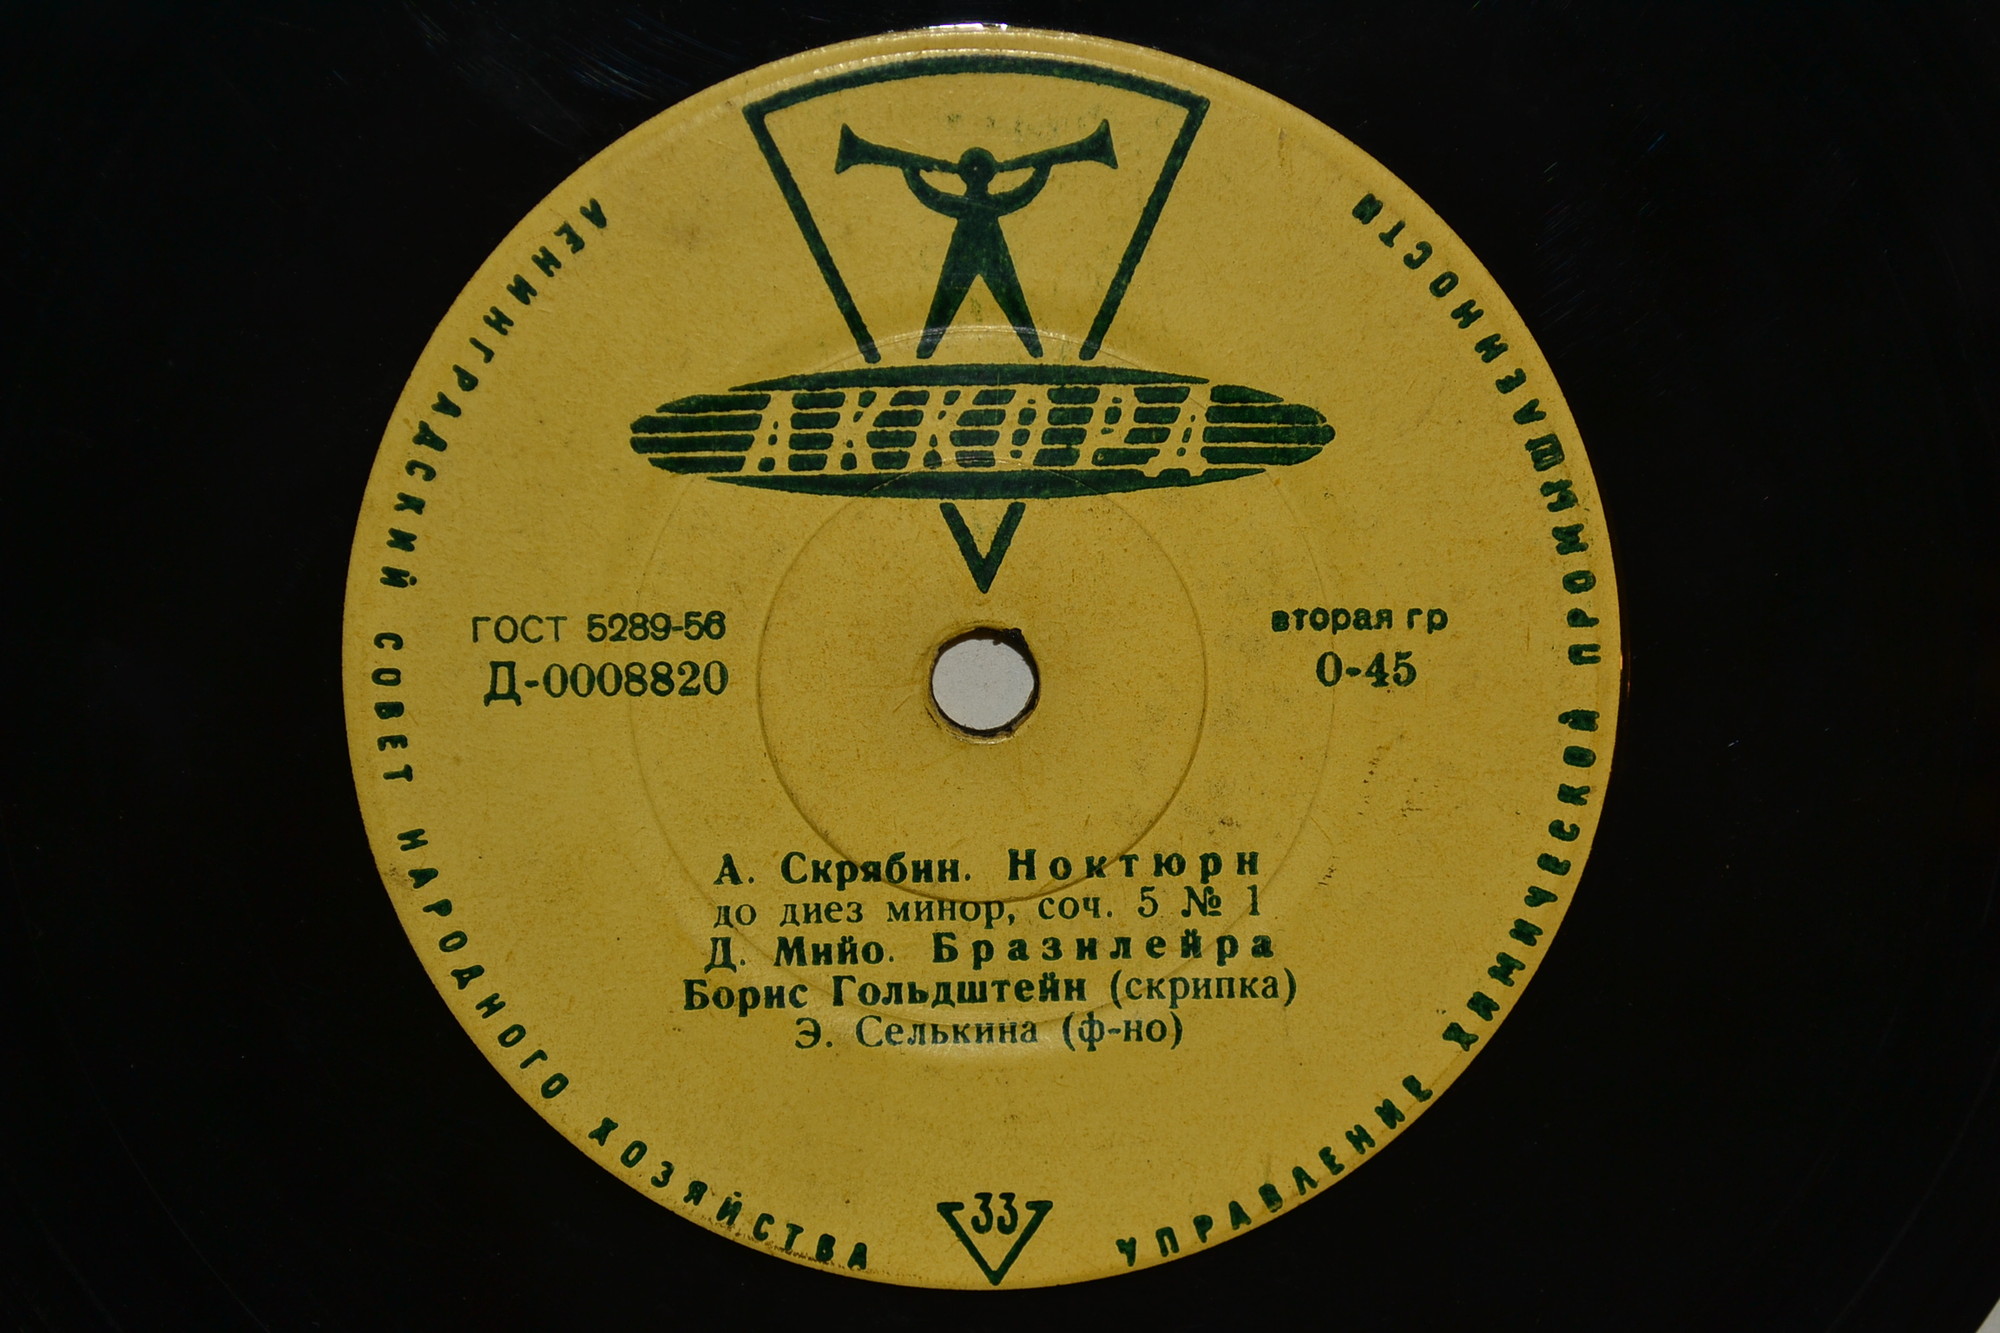 АККОРД
ЛЕНИНГРАДСКИЙ СОВЕТ НАРОДНОГО ХОЗЯЙСТВА
УПРАВЛЕНИЕ ХИМИЧЕСКОЙ ПРОМЫШЛЕННОСТИ
ГОСТ 5289-56
Д-0008820
вторая гр
0-45
А. Скрябин. Ноктюрн
до диез минор, соч. 5 № 1
Д. Мийо. Бразилейра
Борис Гольдштейн (скрипка)
Э. Селькина (ф-но)
33